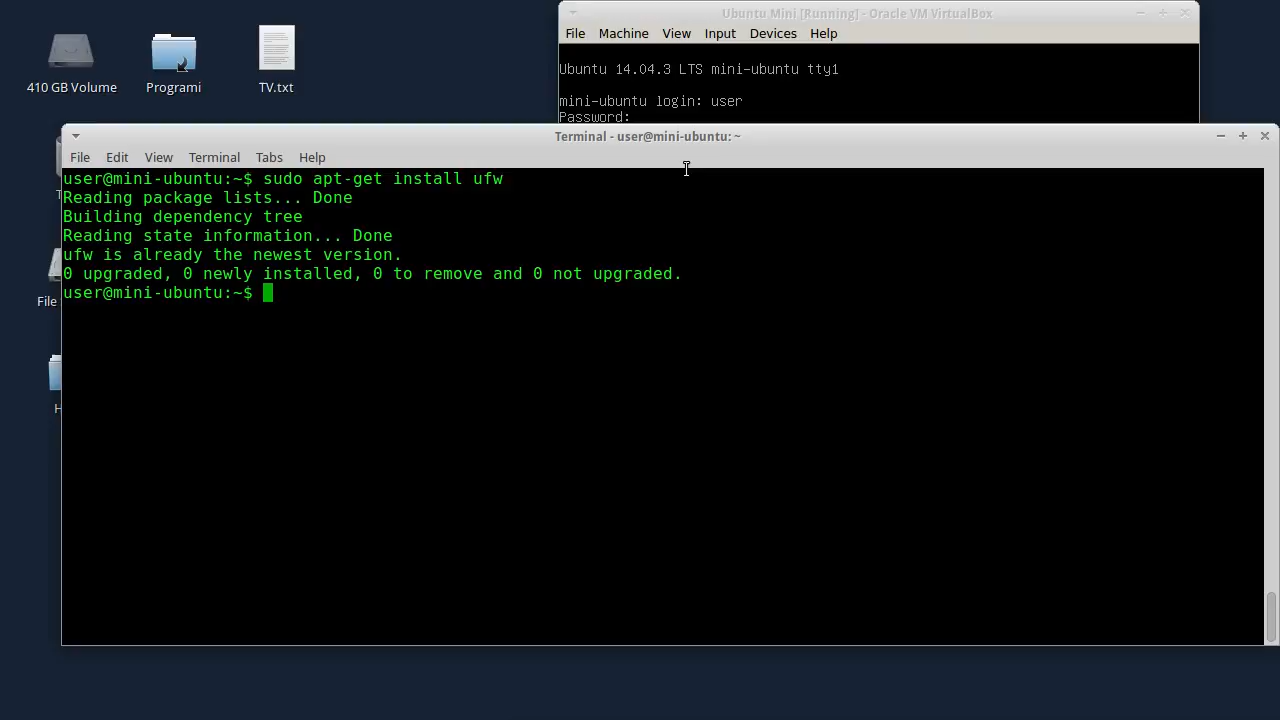 Ubuntu Mini [Running] - Oracle VM VirtualBox
File Machine View Input Devices Help
Ubuntu 14.04.3 LTS mini-ubuntu tty1
mini-ubuntu login: user
Password:
410 GB Volume
Programi
TV.txt
File
H
Terminal - user@mini-ubuntu: ~
File Edit View Terminal Tabs Help
user@mini-ubuntu:~$ sudo apt-get install ufw
Reading package lists... Done
Building dependency tree
Reading state information... Done
ufw is already the newest version.
0 upgraded, 0 newly installed, 0 to remove and 0 not upgraded.
user@mini-ubuntu:~$